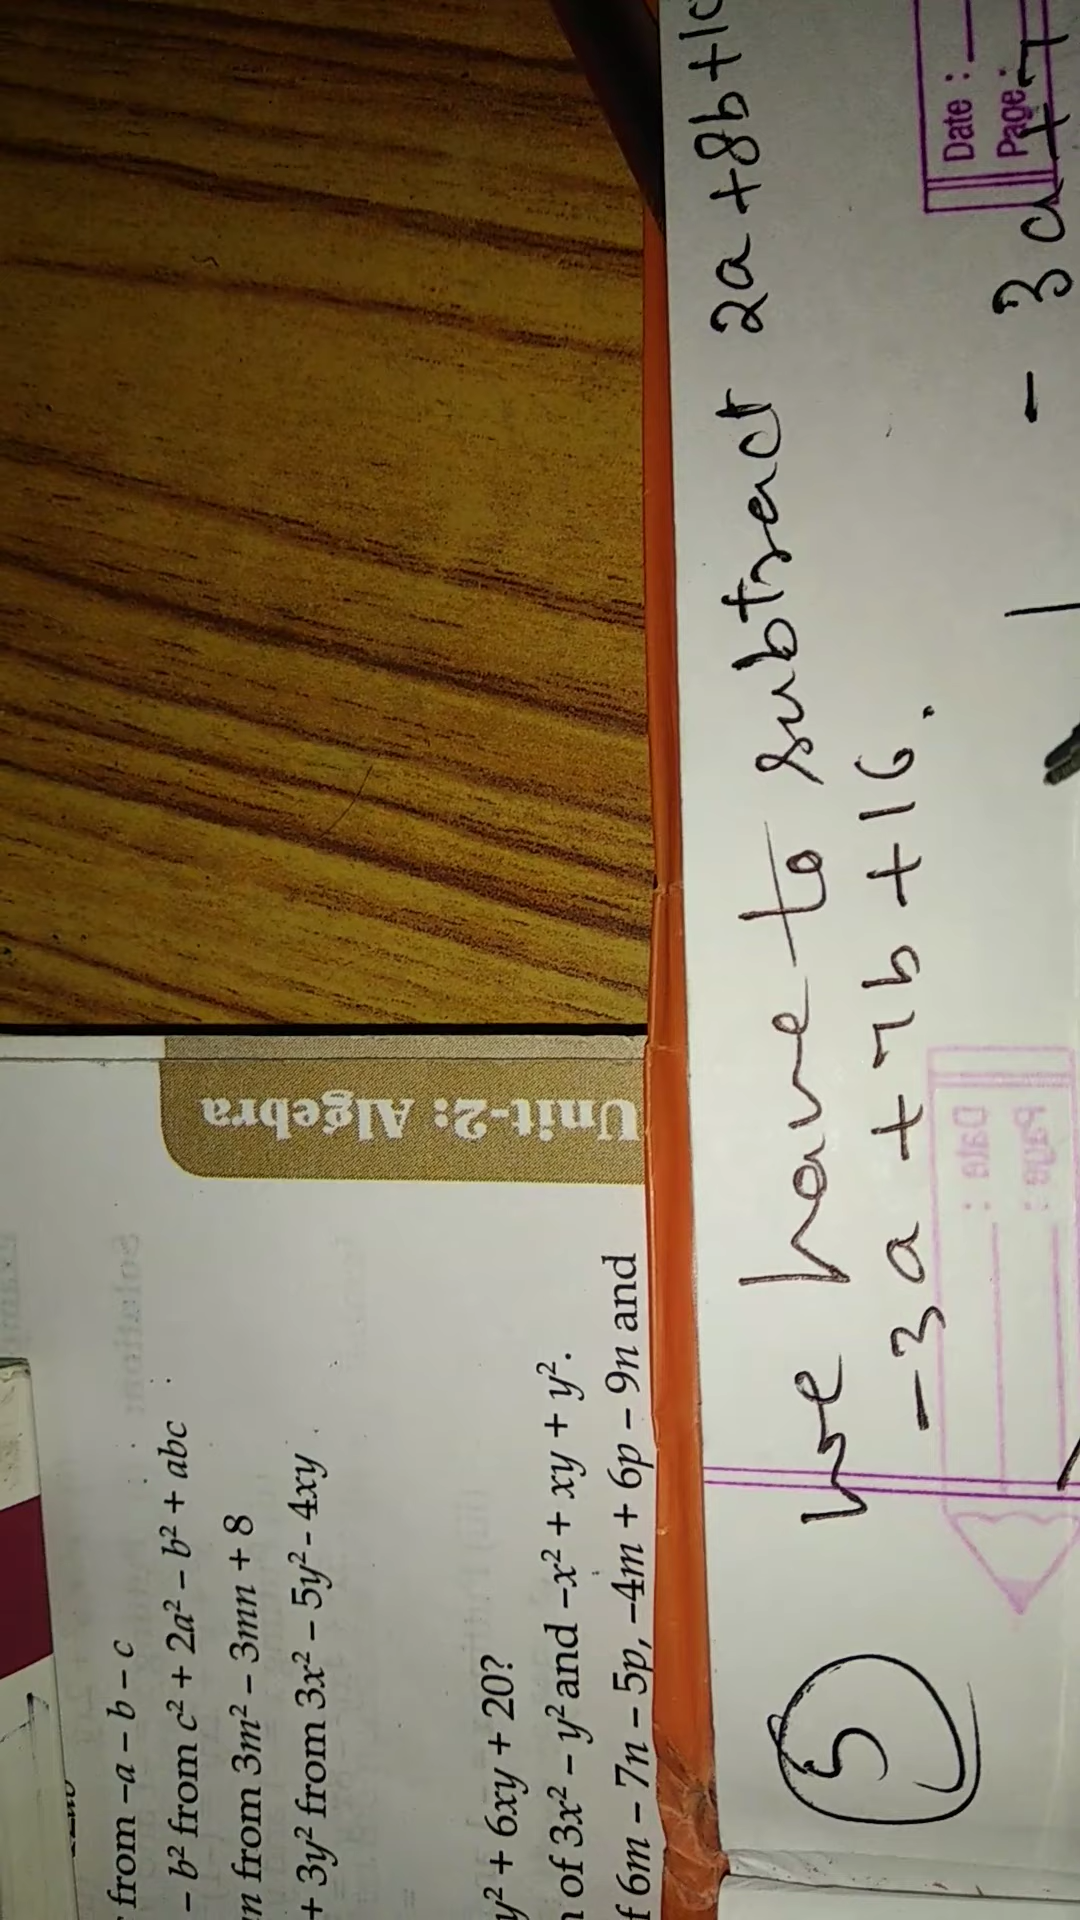 from –a – b – c
– b² from c² + 2a² – b² + abc
from 3m² – 3mn + 8
+ 3y² from 3x² – 5y² - 4xy
y² + 6xy + 20?
of 3x² – y² and –x² + xy + y².
6m – 7n – 5p, –4m + 6p – 9n and
Unit-2: Algebra
5
we have to subtract 2a + 8b + 10
-3a + 7b + 16.
Date :
Page:
- 3a + 7